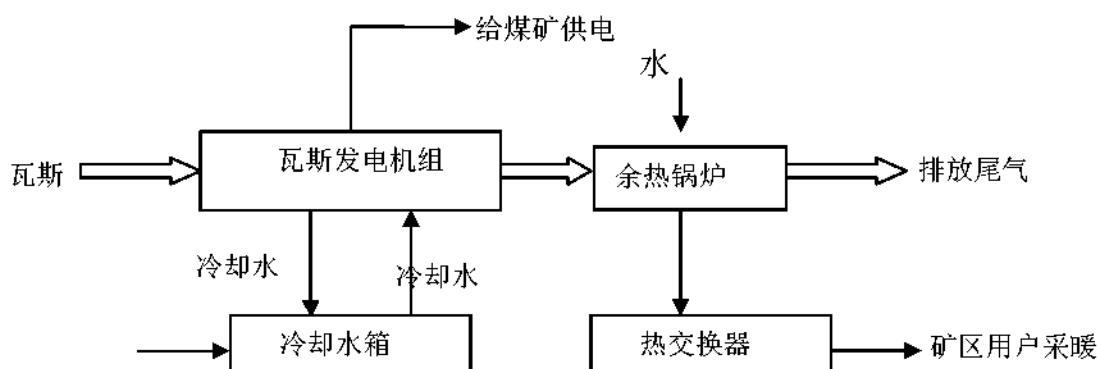 给煤矿供电
水
瓦斯
瓦斯发电机组
余热锅炉
排放尾气
冷却水
冷却水
冷却水箱
热交换器
矿区用户采暖